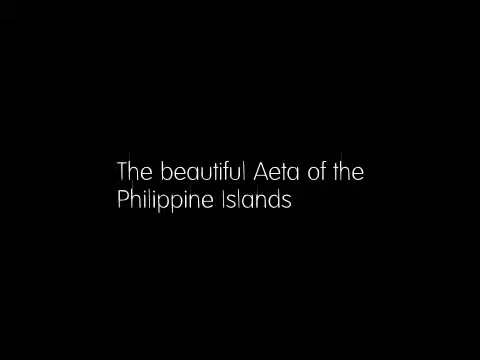 The beautiful Aeta of the
Philippine Islands